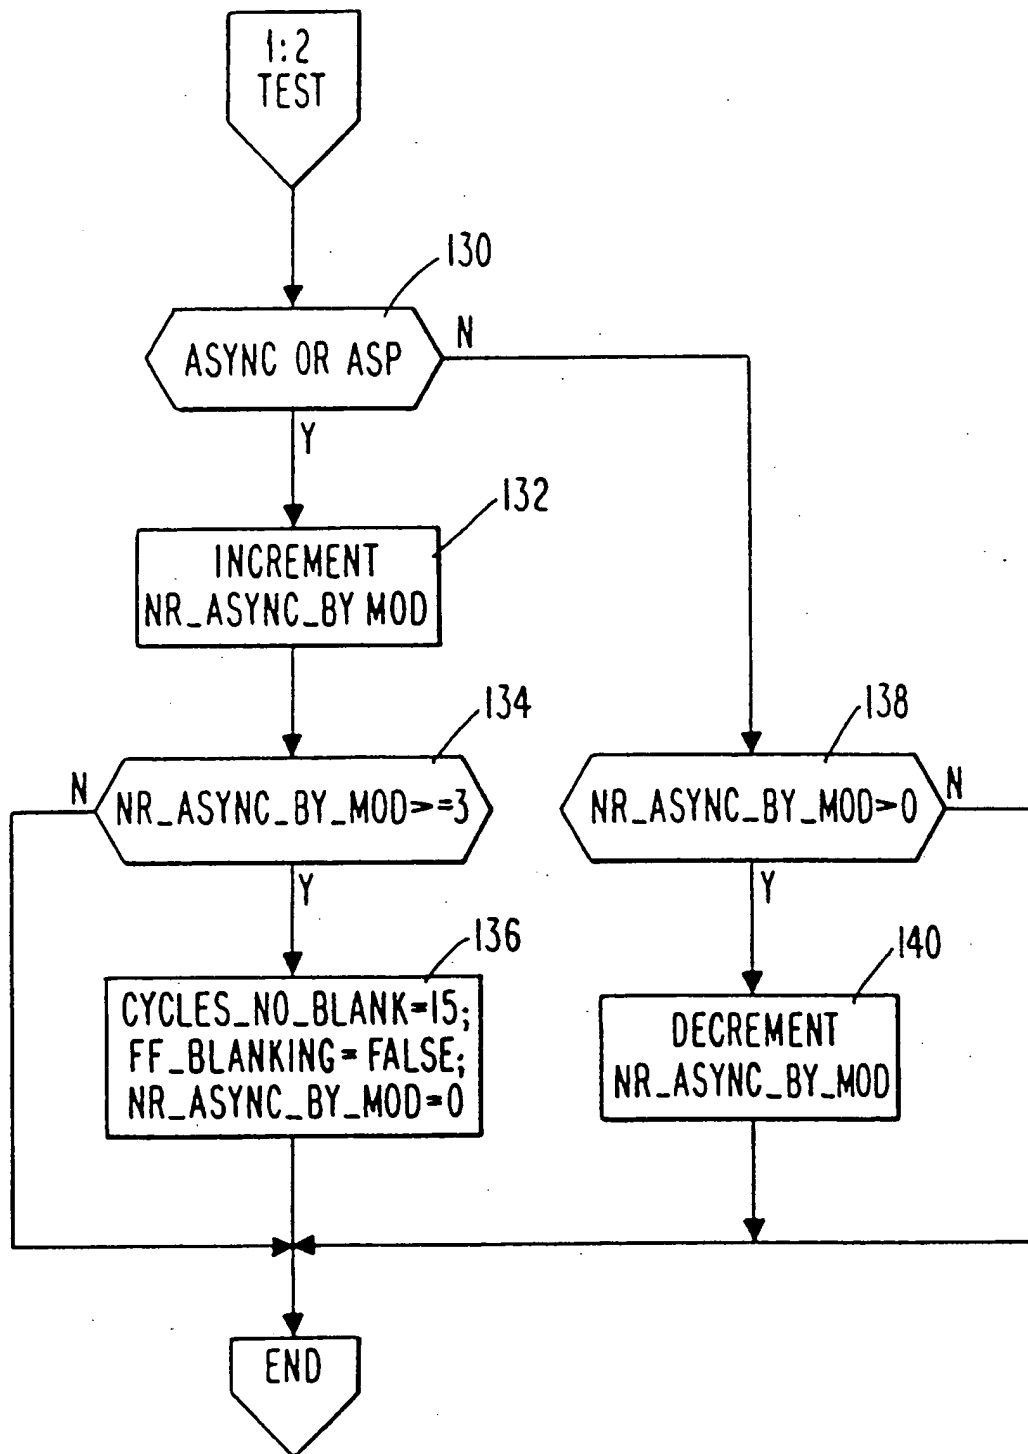 1:2
TEST
130
ASYNC OR ASP
N
Y
132
INCREMENT
NR_ASYNC_BY MOD
134
138
N
NR_ASYNC_BY_MOD>=3
NR_ASYNC_BY_MOD>0
N
Y
Y
136
140
CYCLES_NO_BLANK=15;
FF_BLANKING=FALSE;
NR_ASYNC_BY_MOD=0
DECREMENT
NR_ASYNC_BY_MOD
END